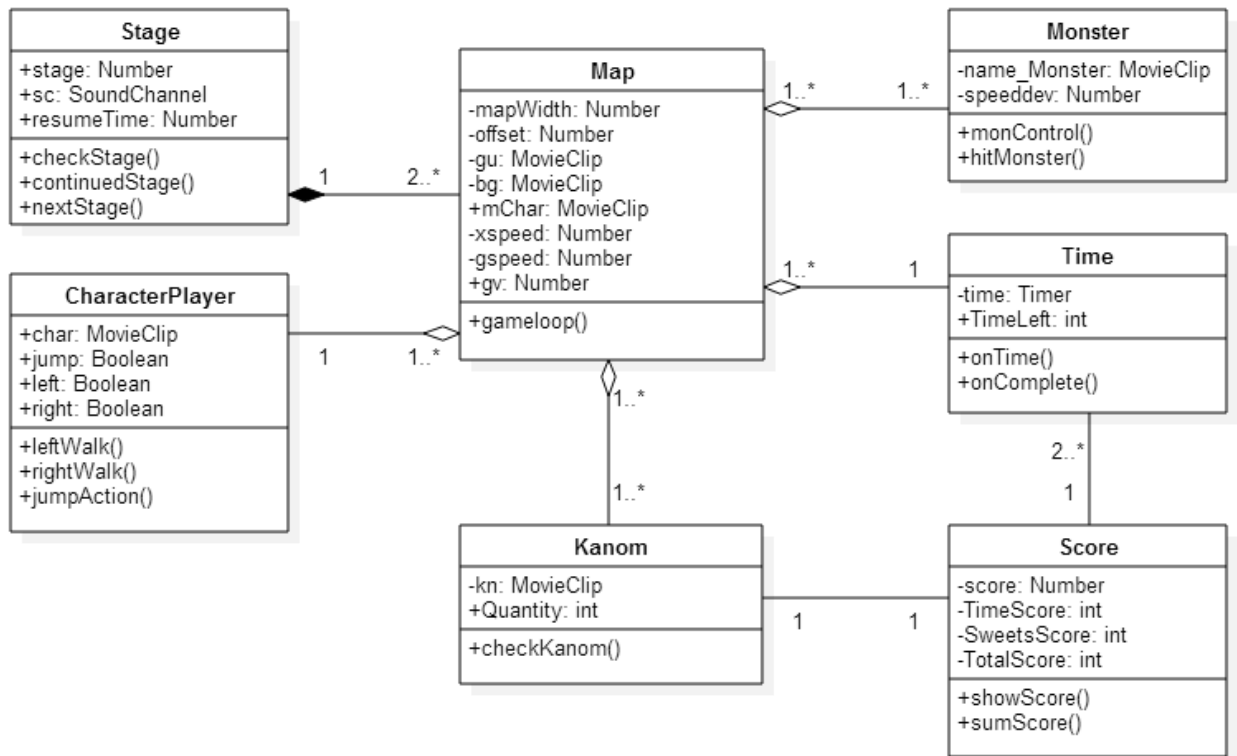 Stage
+stage: Number
+sc: SoundChannel
+resumeTime: Number
+checkStage()
+continuedStage()
+nextStage()
1
2..*
Map
-mapWidth: Number
-offset: Number
-gu: MovieClip
-bg: MovieClip
+mChar: MovieClip
-xspeed: Number
-gspeed: Number
+gv: Number
+gameloop()
1..*
1..*
Monster
-name_Monster: MovieClip
-speeddev: Number
+monControl()
+hitMonster()
CharacterPlayer
+char: MovieClip
+jump: Boolean
+left: Boolean
+right: Boolean
+leftWalk()
+rightWalk()
+jumpAction()
1
1..*
1..*
1
Time
-time: Timer
+TimeLeft: int
+onTime()
+onComplete()
1..*
1..*
2..*
1
Kanom
-kn: MovieClip
+Quantity: int
+checkKanom()
1
1
Score
-score: Number
-TimeScore: int
-SweetsScore: int
-TotalScore: int
+showScore()
+sumScore()